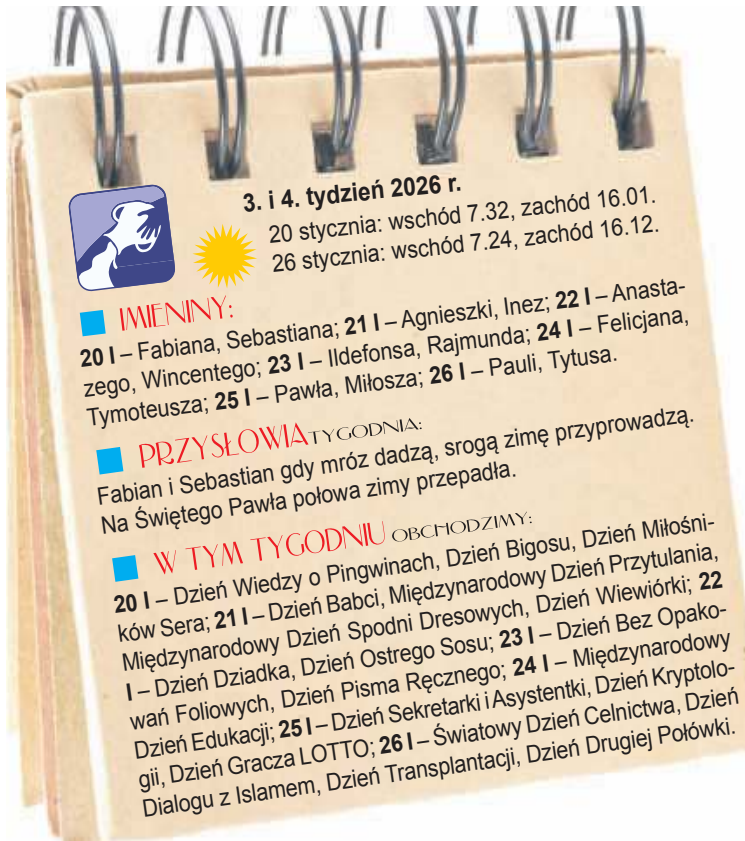 3. i 4. tydzień 2026 r.
20 stycznia: wschód 7.32, zachód 16.01.
26 stycznia: wschód 7.24, zachód 16.12.
IMIENINY:
20 I – Fabiana, Sebastiana; 21 I – Agnieszki, Inez; 22 I – Anasta-
zego, Wincentego; 23 I – Ildefonsa, Rajmunda; 24 I – Felicjana,
Tymoteusza; 25 I – Pawła, Miłosza; 26 I – Pauli, Tytusa.
PRZYSŁOWIA TYGODNIA:
Fabian i Sebastian gdy mróz dadzą, srogą zimę przyprowadzą.
Na Świętego Pawła połowa zimy przepadła.
W TYM TYGODNIU OBCHODZIMY:
20 I – Dzień Wiedzy o Pingwinach, Dzień Bigosu, Dzień Miłośni-
ków Sera; 21 I – Dzień Babci, Międzynarodowy Dzień Przytulania,
Międzynarodowy Dzień Spodni Dresowych, Dzień Wiewiórki; 22
I – Dzień Dziadka, Dzień Ostrego Sosu; 23 I – Dzień Bez Opako-
wań Foliowych, Dzień Pisma Ręcznego; 24 I – Międzynarodowy
Dzień Edukacji; 25 I – Dzień Sekretarki i Asystentki, Dzień Kryptolo-
gii, Dzień Gracza LOTTO; 26 I – Światowy Dzień Celnictwa, Dzień
Dialogu z Islamem, Dzień Transplantacji, Dzień Drugiej Połówki.